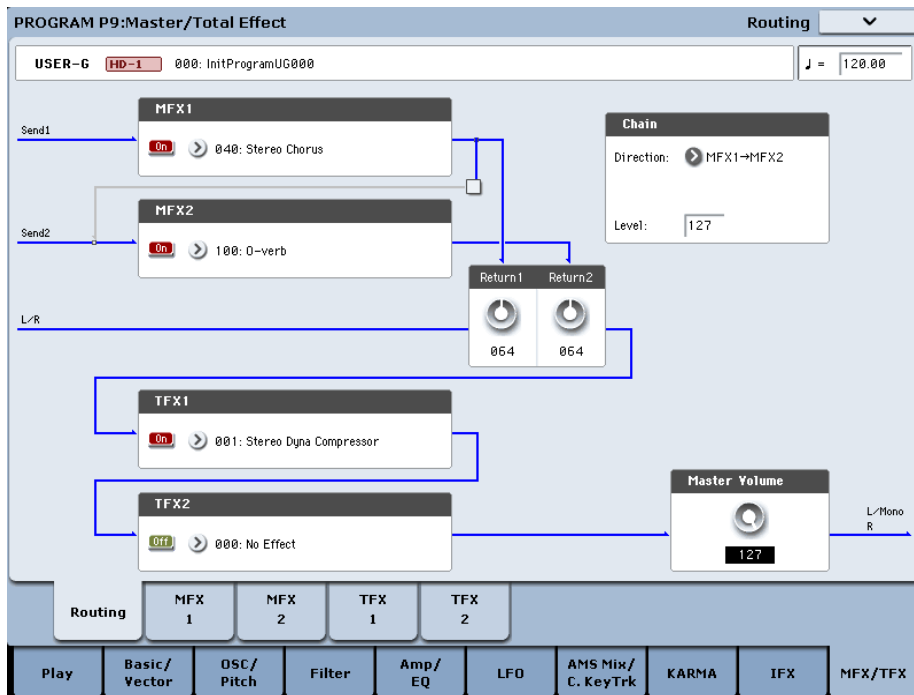 PROGRAM P9:Master/Total Effect
Routing
USER-G HD-1 000: InitProgramUG000
♩ = 120.00
MFX1
Send1
On 040: Stereo Chorus
Chain
Direction: MFX1→MFX2
Level: 127
MFX2
Send2
On 100: O-verb
Return1 Return2
064 064
L/R
TFX1
On 001: Stereo Dyna Compressor
TFX2
Off 000: No Effect
Master Volume
127
L/Mono
R
Routing
MFX
1
MFX
2
TFX
1
TFX
2
Play
Basic/
Vector
OSC/
Pitch
Filter
Amp/
EQ
LFO
AMS Mix/
C. KeyTrk
KARMA
IFX
MFX/TFX